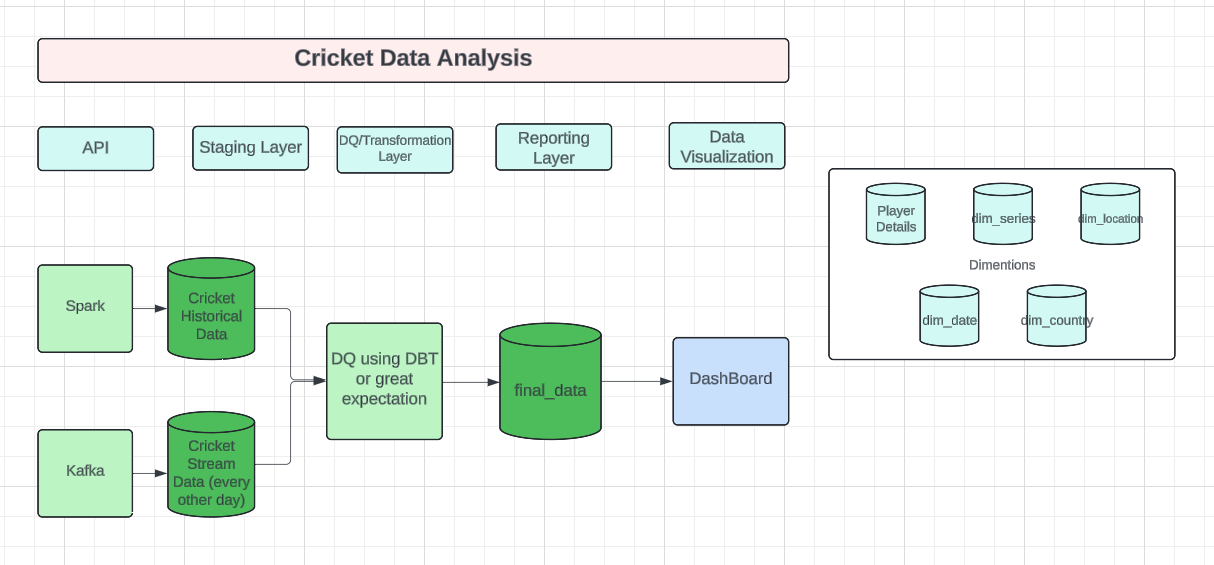 Cricket Data Analysis
API
Staging Layer
DQ/Transformation
Layer
Reporting
Layer
Data
Visualization
Player
Details
dim_series
dim_location
Dimentions
dim_date
dim_country
Spark
Cricket
Historical
Data
DQ using DBT
or great
expectation
final_data
DashBoard
Kafka
Cricket
Stream
Data (every
other day)